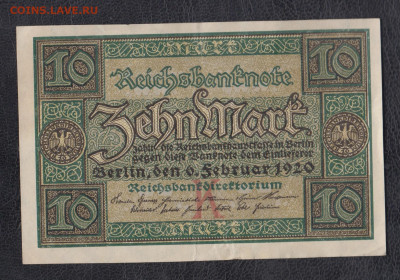 COINS.LAVE.RU
10 10
Reichsbanknote
Zehn Mark
zahlt die Reichsbankhauptkasse in Berlin
gegen diese Banknote dem Einlieferer
Berlin, den 6. Februar 1920
Reichsbankdirektorium
10 10